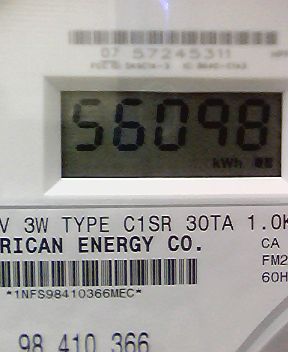 07 57245311
56098
kWh
V 3W TYPE C1SR 30TA 1.0K
RICAN ENERGY CO.
CA
FM2
60H
*1NFS98410366MEC*
98 410 366